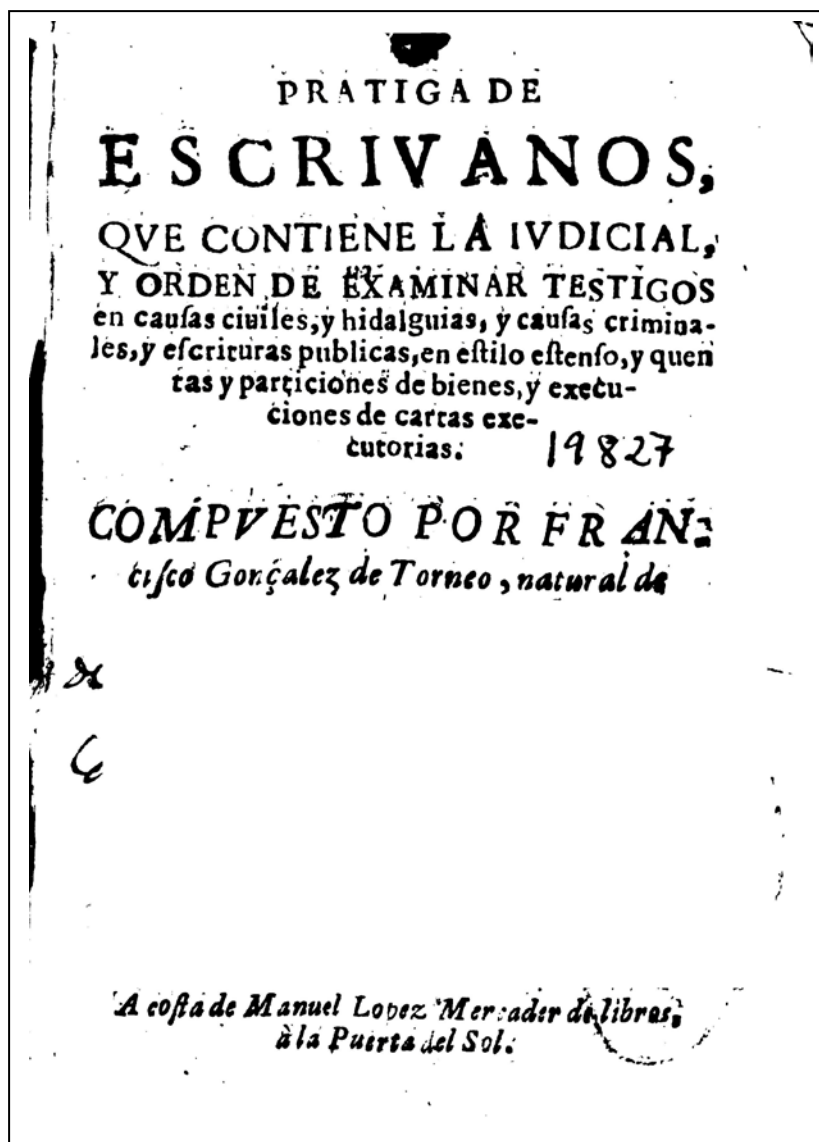 PRATIGA DE
ESCRIVANOS,
QVE CONTIENE LA IVDICIAL,
Y ORDEN DE EXAMINAR TESTIGOS
en cauſas ciuiles, y hidalguias, y cauſas crimina-
les, y eſcrituras publicas, en eſtilo eſtenſo, y quen
tas y particiones de bienes, y execu-
ciones de cartas exe-
cutorias.
19827
COMPVESTO POR FRAN-
ciſco Gonçalez de Torneo, natural de
A coſta de Manuel Lopez Mercader de libros,
à la Puerta del Sol.